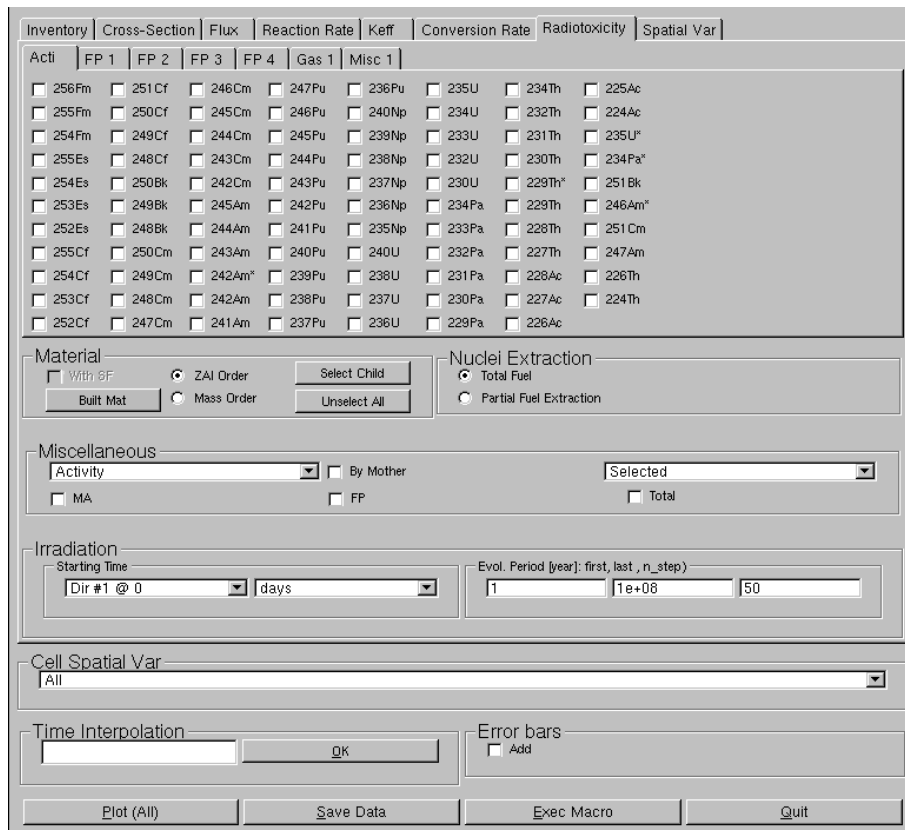 Inventory Cross-Section Flux Reaction Rate Keff Conversion Rate Radiotoxicity Spatial Var
Acti FP 1 FP 2 FP 3 FP 4 Gas 1 Misc 1
256Fm 251Cf 246Cm 247Pu 236Pu 235U 234Th 225Ac
255Fm 250Cf 245Cm 246Pu 240Np 234U 232Th 224Ac
254Fm 249Cf 244Cm 245Pu 239Np 233U 231Th 235U*
255Es 248Cf 243Cm 244Pu 238Np 232U 230Th 234Pa*
254Es 250Bk 242Cm 243Pu 237Np 230U 229Th* 251Bk
253Es 249Bk 245Am 242Pu 236Np 234Pa 229Th 246Am*
252Es 248Bk 244Am 241Pu 235Np 233Pa 228Th 251Cm
255Cf 250Cm 243Am 240Pu 240U 232Pa 227Th 247Am
254Cf 249Cm 242Am* 239Pu 238U 231Pa 228Ac 226Th
253Cf 248Cm 242Am 238Pu 237U 230Pa 227Ac 224Th
252Cf 247Cm 241Am 237Pu 236U 229Pa 226Ac
Material Nuclei Extraction
With SF ZAI Order Select Child Total Fuel
Built Mat Mass Order Unselect All Partial Fuel Extraction
Miscellaneous
Activity By Mother Selected
MA FP Total
Irradiation
Starting Time Evol. Period [year]: first, last , n_step)
Dir #1 @ 0 days 1 1e+08 50
Cell Spatial Var
All
Time Interpolation Error bars
OK Add
Plot (All) Save Data Exec Macro Quit